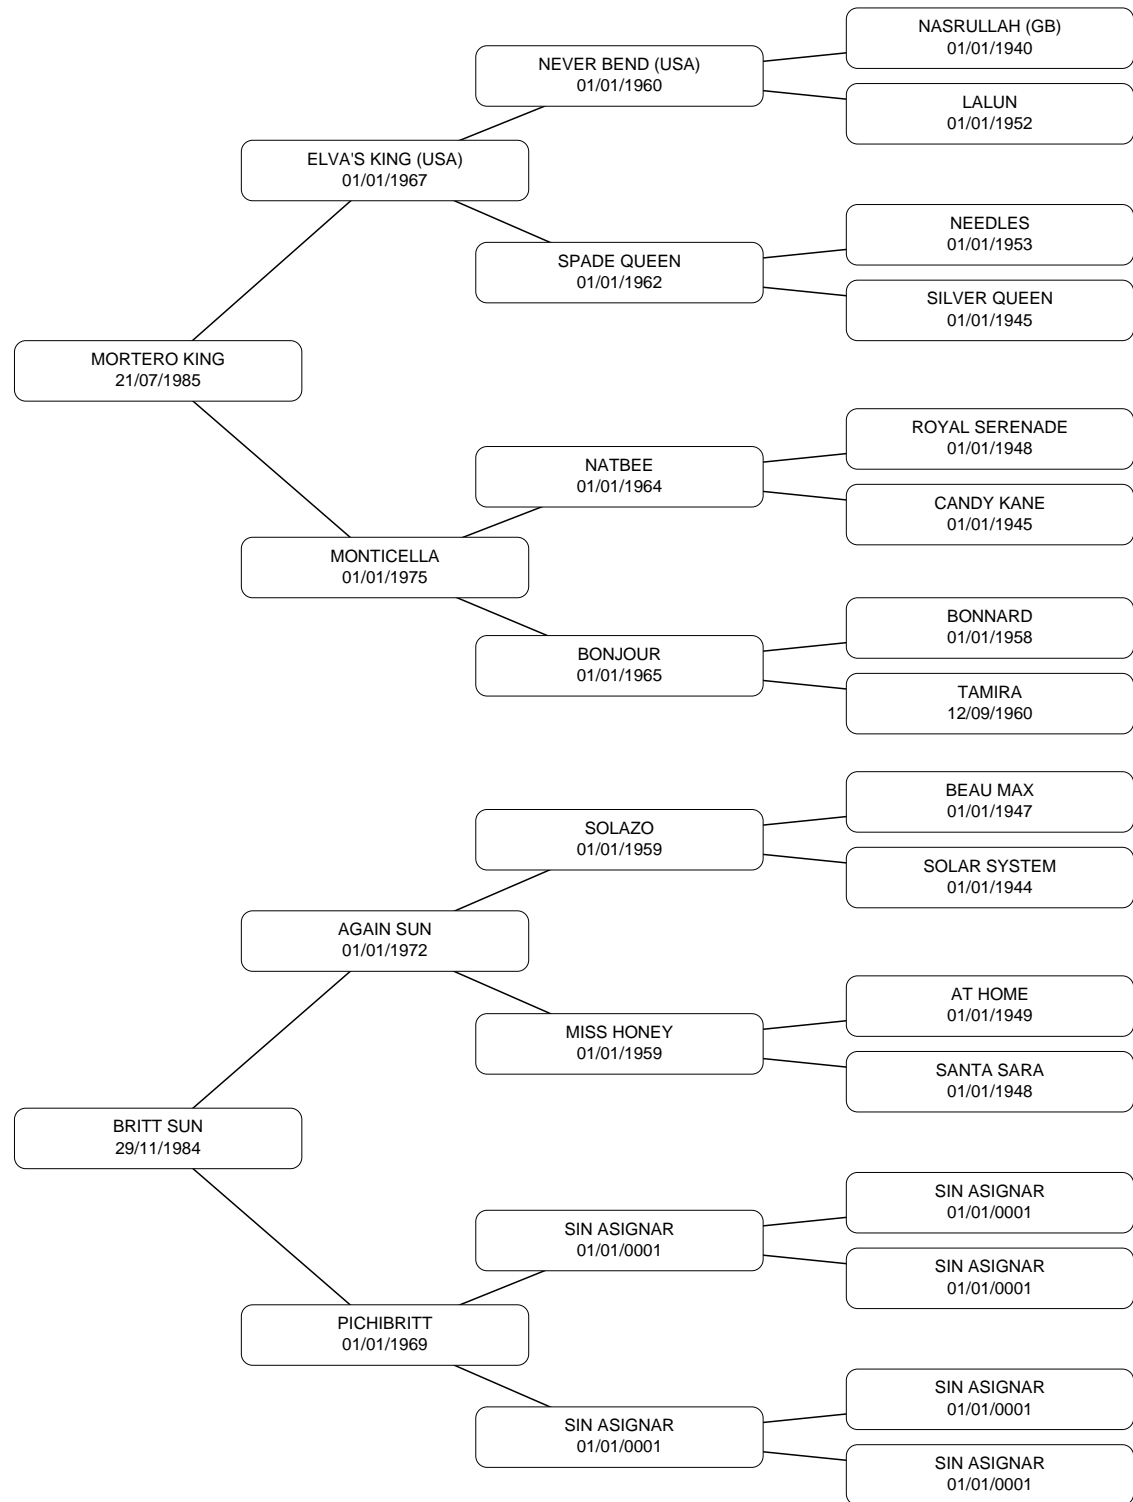 NASRULLAH (GB)
01/01/1940
NEVER BEND (USA)
01/01/1960
LALUN
01/01/1952
ELVA'S KING (USA)
01/01/1967
NEEDLES
01/01/1953
SPADE QUEEN
01/01/1962
SILVER QUEEN
01/01/1945
MORTERO KING
21/07/1985
ROYAL SERENADE
01/01/1948
NATBEE
01/01/1964
CANDY KANE
01/01/1945
MONTICELLA
01/01/1975
BONNARD
01/01/1958
BONJOUR
01/01/1965
TAMIRA
12/09/1960
BEAU MAX
01/01/1947
SOLAZO
01/01/1959
SOLAR SYSTEM
01/01/1944
AGAIN SUN
01/01/1972
AT HOME
01/01/1949
MISS HONEY
01/01/1959
SANTA SARA
01/01/1948
BRITT SUN
29/11/1984
SIN ASIGNAR
01/01/0001
SIN ASIGNAR
01/01/0001
SIN ASIGNAR
01/01/0001
PICHIBRITT
01/01/1969
SIN ASIGNAR
01/01/0001
SIN ASIGNAR
01/01/0001
SIN ASIGNAR
01/01/0001